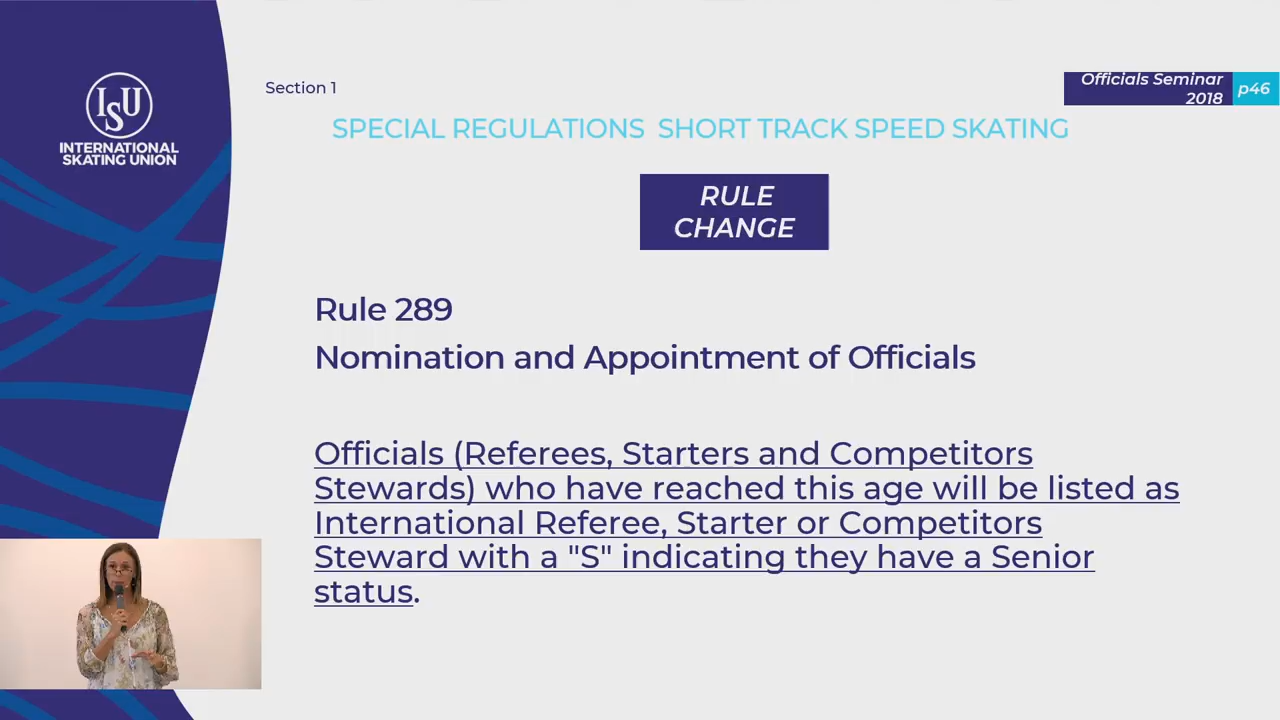 ISU
INTERNATIONAL
SKATING UNION
Section 1
Officials Seminar
2018
p46
SPECIAL REGULATIONS  SHORT TRACK SPEED SKATING
RULE
CHANGE
Rule 289
Nomination and Appointment of Officials
Officials (Referees, Starters and Competitors
Stewards) who have reached this age will be listed as
International Referee, Starter or Competitors
Steward with a "S" indicating they have a Senior
status.